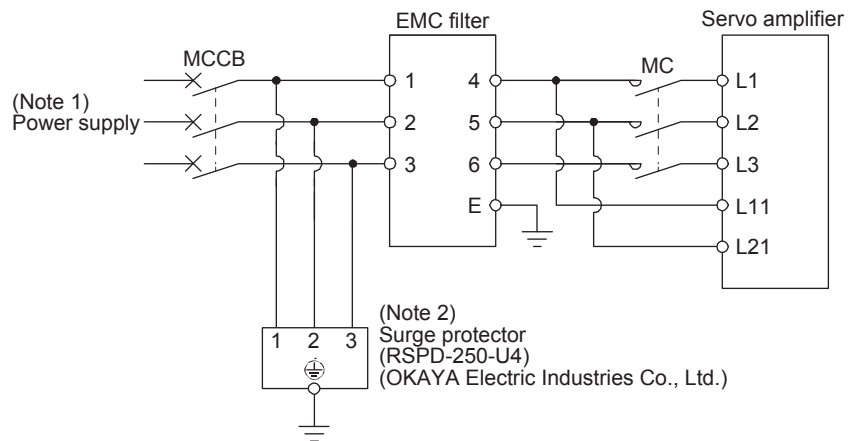 EMC filter
Servo amplifier
MCCB
MC
(Note 1)
Power supply
1
4
L1
2
5
L2
3
6
L3
E
L11
L21
(Note 2)
Surge protector
(RSPD-250-U4)
(OKAYA Electric Industries Co., Ltd.)
1 2 3